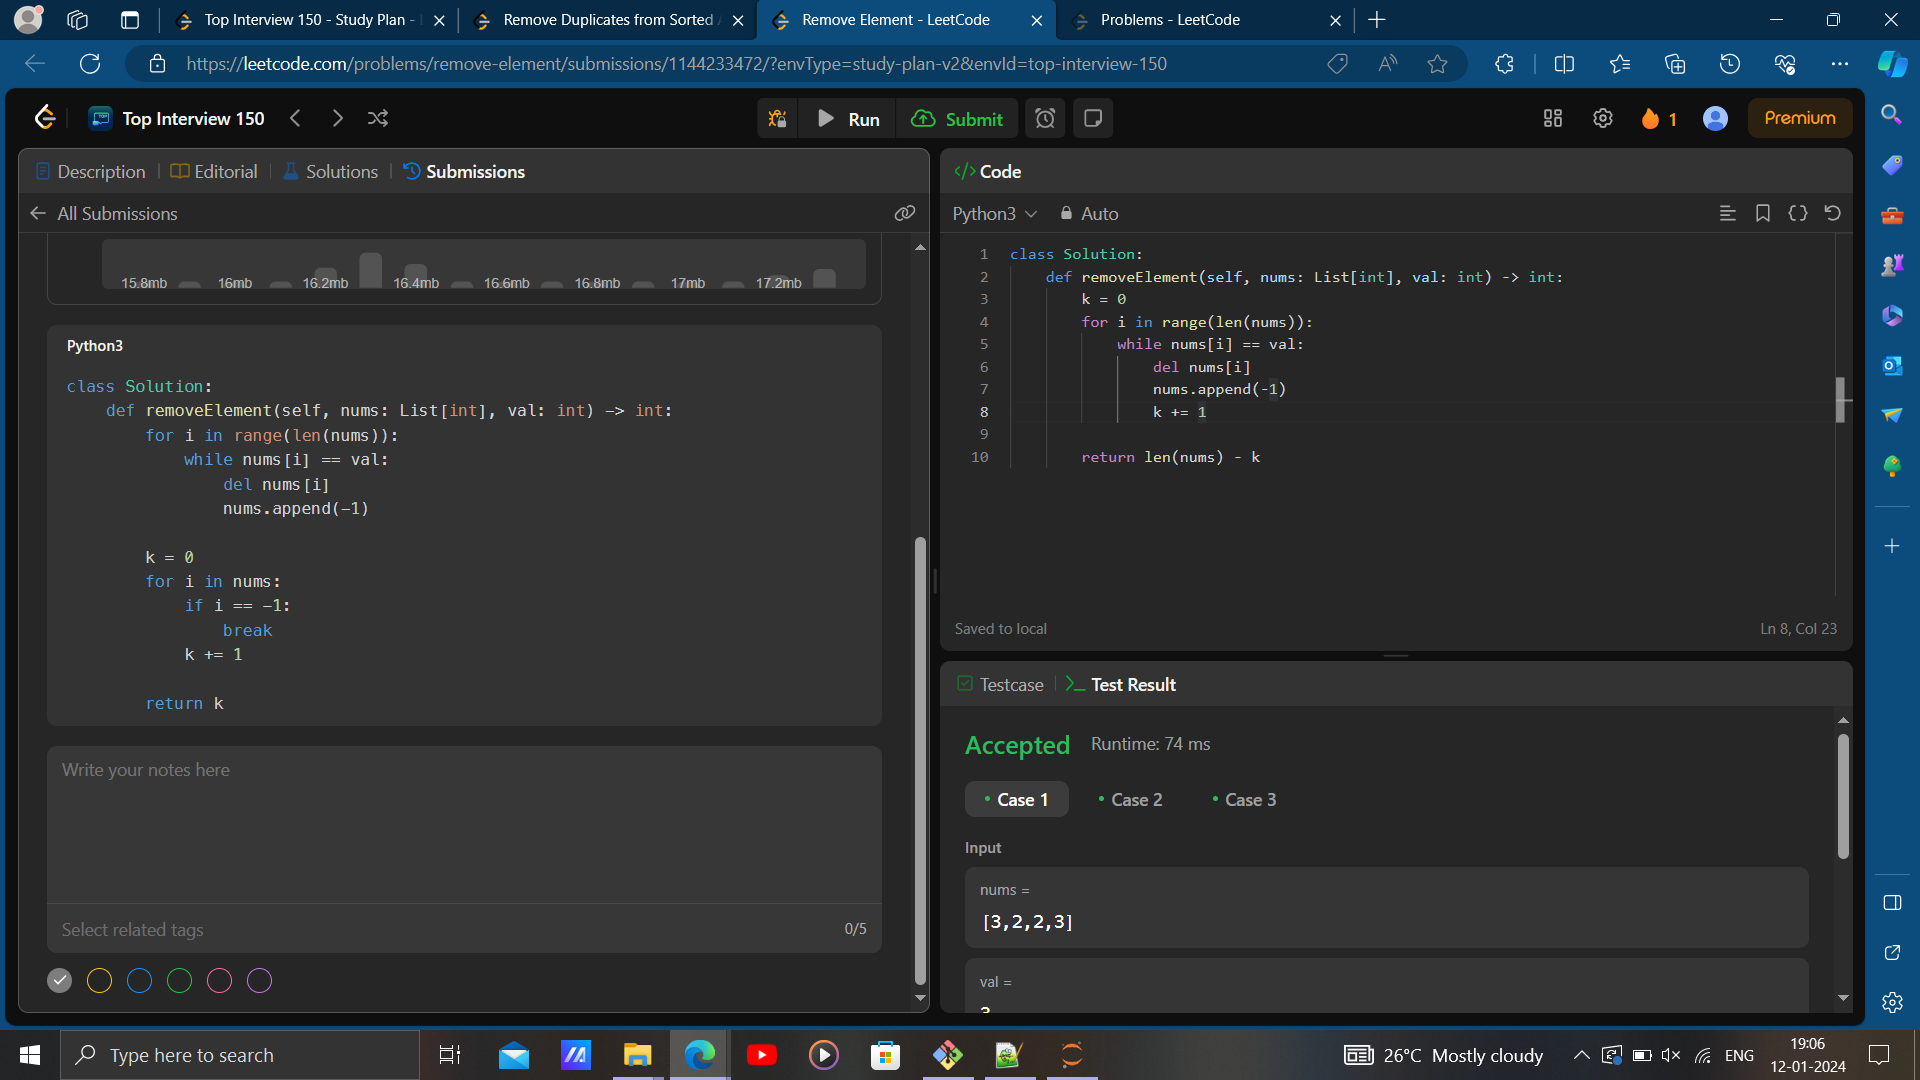 Top Interview 150 - Study Plan -
Remove Duplicates from Sorted
Remove Element - LeetCode
Problems - LeetCode
https://leetcode.com/problems/remove-element/submissions/1144233472/?envType=study-plan-v2&envId=top-interview-150
Top Interview 150
Run
Submit
1
Premium
Description
Editorial
Solutions
Submissions
All Submissions
15.8mb 16mb 16.2mb 16.4mb 16.6mb 16.8mb 17mb 17.2mb
Python3
class Solution:
def removeElement(self, nums: List[int], val: int) -> int:
for i in range(len(nums)):
while nums[i] == val:
del nums[i]
nums.append(-1)
k = 0
for i in nums:
if i == -1:
break
k += 1
return k
Write your notes here
Select related tags
0/5
Code
Python3
Auto
1 class Solution:
2 def removeElement(self, nums: List[int], val: int) -> int:
3 k = 0
4 for i in range(len(nums)):
5 while nums[i] == val:
6 del nums[i]
7 nums.append(-1)
8 k += 1
9
10 return len(nums) - k
Saved to local
Ln 8, Col 23
Testcase
Test Result
Accepted
Runtime: 74 ms
Case 1
Case 2
Case 3
Input
nums =
[3,2,2,3]
val =
Type here to search
26°C Mostly cloudy
ENG
19:06
12-01-2024